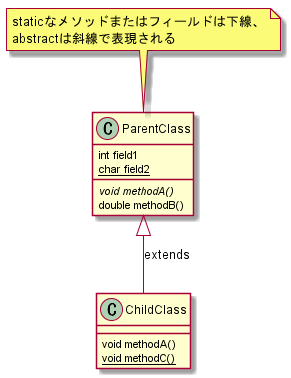 staticなメソッドまたはフィールドは下線、
abstractは斜線で表現される
C ParentClass
int field1
char field2
void methodA()
double methodB()
extends
C ChildClass
void methodA()
void methodC()